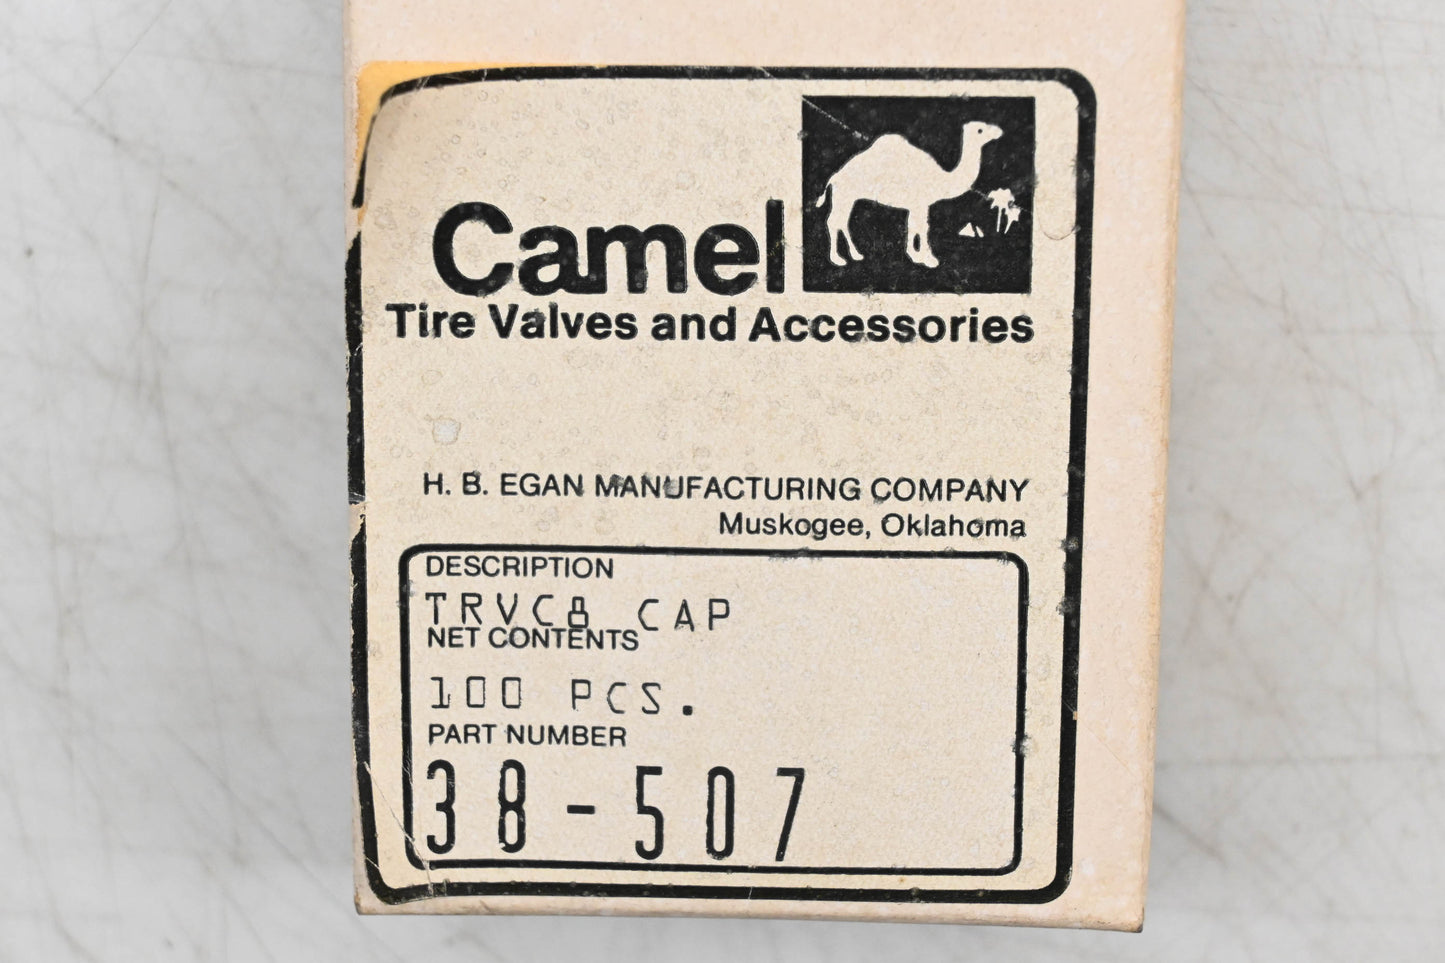 Camel
Tire Valves and Accessories
H. B. EGAN MANUFACTURING COMPANY
Muskogee, Oklahoma
DESCRIPTION
TRVC8 CAP
NET CONTENTS
100 PCS.
PART NUMBER
38-507